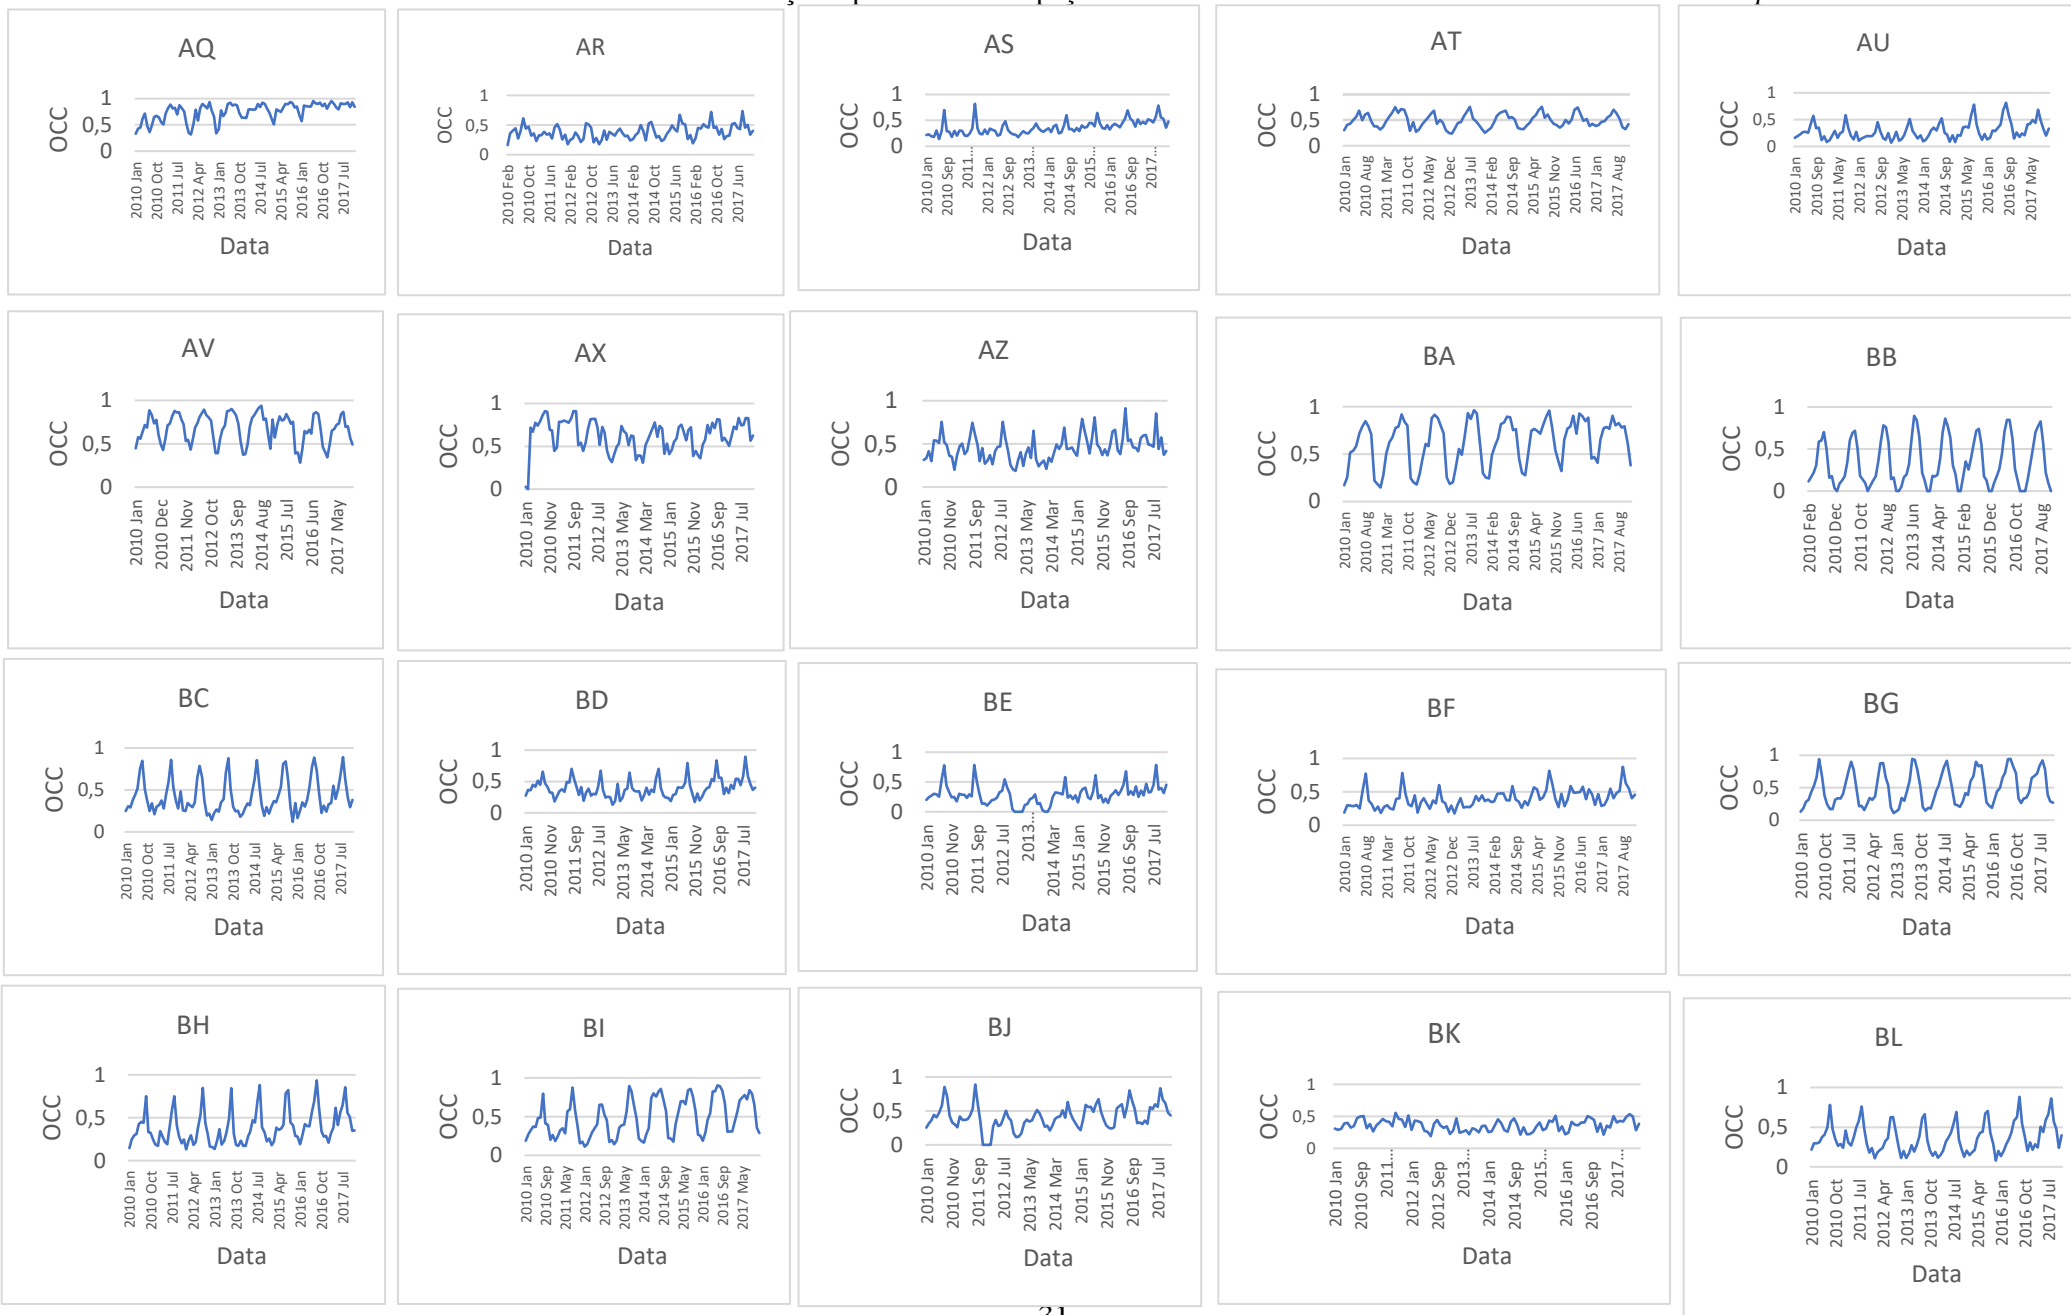 AQ
OCC
1
0,5
0
2010 Jan
2010 Oct
2011 Jul
2012 Apr
2013 Jan
2013 Oct
2014 Jul
2015 Apr
2016 Jan
2016 Oct
2017 Jul
Data
AR
OCC
1
0,5
0
2010 Feb
2010 Oct
2011 Jun
2012 Feb
2012 Oct
2013 Jun
2014 Feb
2014 Oct
2015 Jun
2016 Feb
2016 Oct
2017 Jun
Data
AS
OCC
1
0,5
0
2010 Jan
2010 Sep
2011…
2012 Jan
2012 Sep
2013…
2014 Jan
2014 Sep
2015…
2016 Jan
2016 Sep
2017…
Data
AT
OCC
1
0,5
0
2010 Jan
2010 Aug
2011 Mar
2011 Oct
2012 May
2012 Dec
2013 Jul
2014 Feb
2014 Sep
2015 Apr
2015 Nov
2016 Jun
2017 Jan
2017 Aug
Data
AU
OCC
1
0,5
0
2010 Jan
2010 Sep
2011 May
2012 Jan
2012 Sep
2013 May
2014 Jan
2014 Sep
2015 May
2016 Jan
2016 Sep
2017 May
Data
AV
OCC
1
0,5
0
2010 Jan
2010 Dec
2011 Nov
2012 Oct
2013 Sep
2014 Aug
2015 Jul
2016 Jun
2017 May
Data
AX
OCC
1
0,5
0
2010 Jan
2010 Nov
2011 Sep
2012 Jul
2013 May
2014 Mar
2015 Jan
2015 Nov
2016 Sep
2017 Jul
Data
AZ
OCC
1
0,5
0
2010 Jan
2010 Nov
2011 Sep
2012 Jul
2013 May
2014 Mar
2015 Jan
2015 Nov
2016 Sep
2017 Jul
Data
BA
OCC
1
0,5
0
2010 Jan
2010 Aug
2011 Mar
2011 Oct
2012 May
2012 Dec
2013 Jul
2014 Feb
2014 Sep
2015 Apr
2015 Nov
2016 Jun
2017 Jan
2017 Aug
Data
BB
OCC
1
0,5
0
2010 Feb
2010 Dec
2011 Oct
2012 Aug
2013 Jun
2014 Apr
2015 Feb
2015 Dec
2016 Oct
2017 Aug
Data
BC
OCC
1
0,5
0
2010 Jan
2010 Oct
2011 Jul
2012 Apr
2013 Jan
2013 Oct
2014 Jul
2015 Apr
2016 Jan
2016 Oct
2017 Jul
Data
BD
OCC
1
0,5
0
2010 Jan
2010 Nov
2011 Sep
2012 Jul
2013 May
2014 Mar
2015 Jan
2015 Nov
2016 Sep
2017 Jul
Data
BE
OCC
1
0,5
0
2010 Jan
2010 Nov
2011 Sep
2012 Jul
2013…
2014 Mar
2015 Jan
2015 Nov
2016 Sep
2017 Jul
Data
BF
OCC
1
0,5
0
2010 Jan
2010 Aug
2011 Mar
2011 Oct
2012 May
2012 Dec
2013 Jul
2014 Feb
2014 Sep
2015 Apr
2015 Nov
2016 Jun
2017 Jan
2017 Aug
Data
BG
OCC
1
0,5
0
2010 Jan
2010 Oct
2011 Jul
2012 Apr
2013 Jan
2013 Oct
2014 Jul
2015 Apr
2016 Jan
2016 Oct
2017 Jul
Data
BH
OCC
1
0,5
0
2010 Jan
2010 Oct
2011 Jul
2012 Apr
2013 Jan
2013 Oct
2014 Jul
2015 Apr
2016 Jan
2016 Oct
2017 Jul
Data
BI
OCC
1
0,5
0
2010 Jan
2010 Sep
2011 May
2012 Jan
2012 Sep
2013 May
2014 Jan
2014 Sep
2015 May
2016 Jan
2016 Sep
2017 May
Data
BJ
OCC
1
0,5
0
2010 Jan
2010 Nov
2011 Sep
2012 Jul
2013 May
2014 Mar
2015 Jan
2015 Nov
2016 Sep
2017 Jul
Data
BK
OCC
1
0,5
0
2010 Jan
2010 Sep
2011…
2012 Jan
2012 Sep
2013…
2014 Jan
2014 Sep
2015…
2016 Jan
2016 Sep
2017…
Data
BL
OCC
1
0,5
0
2010 Jan
2010 Oct
2011 Jul
2012 Apr
2013 Jan
2013 Oct
2014 Jul
2015 Apr
2016 Jan
2016 Oct
2017 Jul
Data
31